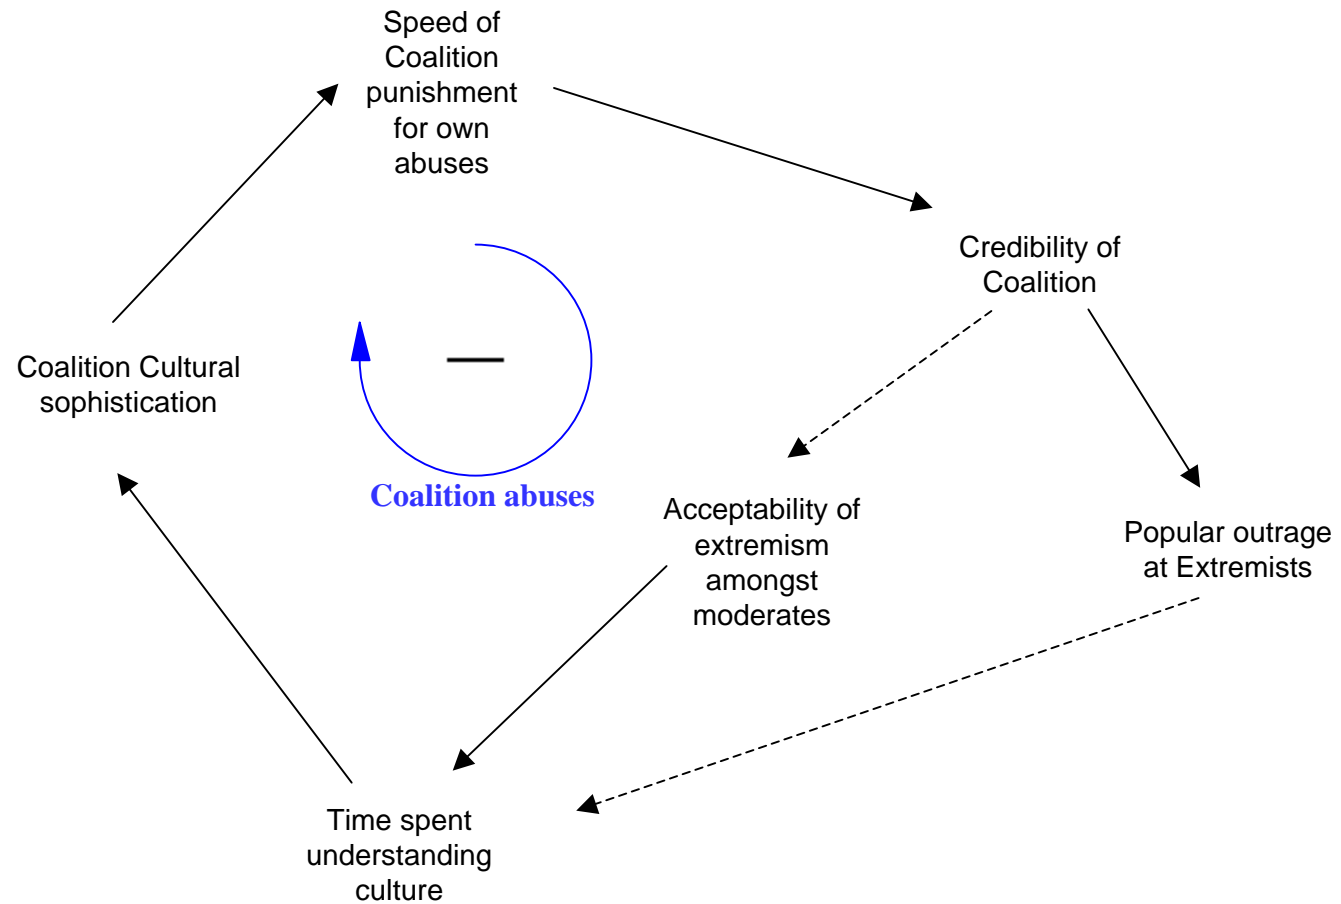 Speed of
Coalition
punishment
for own
abuses
Credibility of
Coalition
Coalition Cultural
sophistication
Coalition abuses
Acceptability of
extremism
amongst
moderates
Popular outrage
at Extremists
Time spent
understanding
culture